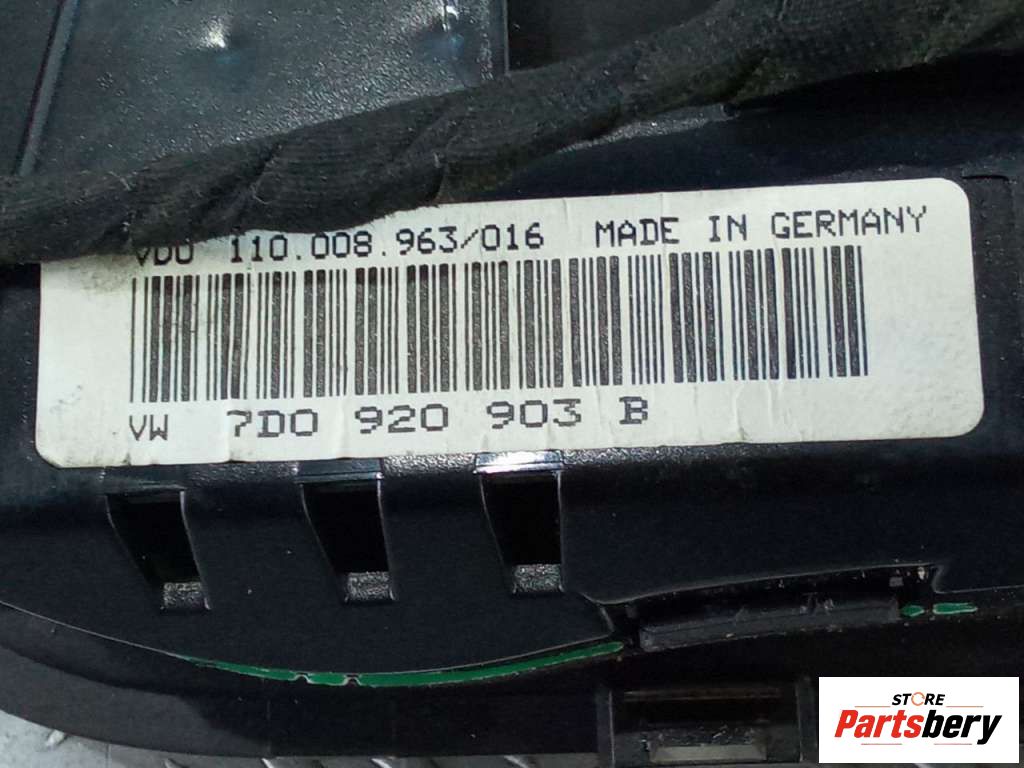 VDO 110.008.963/016 MADE IN GERMANY
VW 7D0 920 903 B
STORE
Partsbery